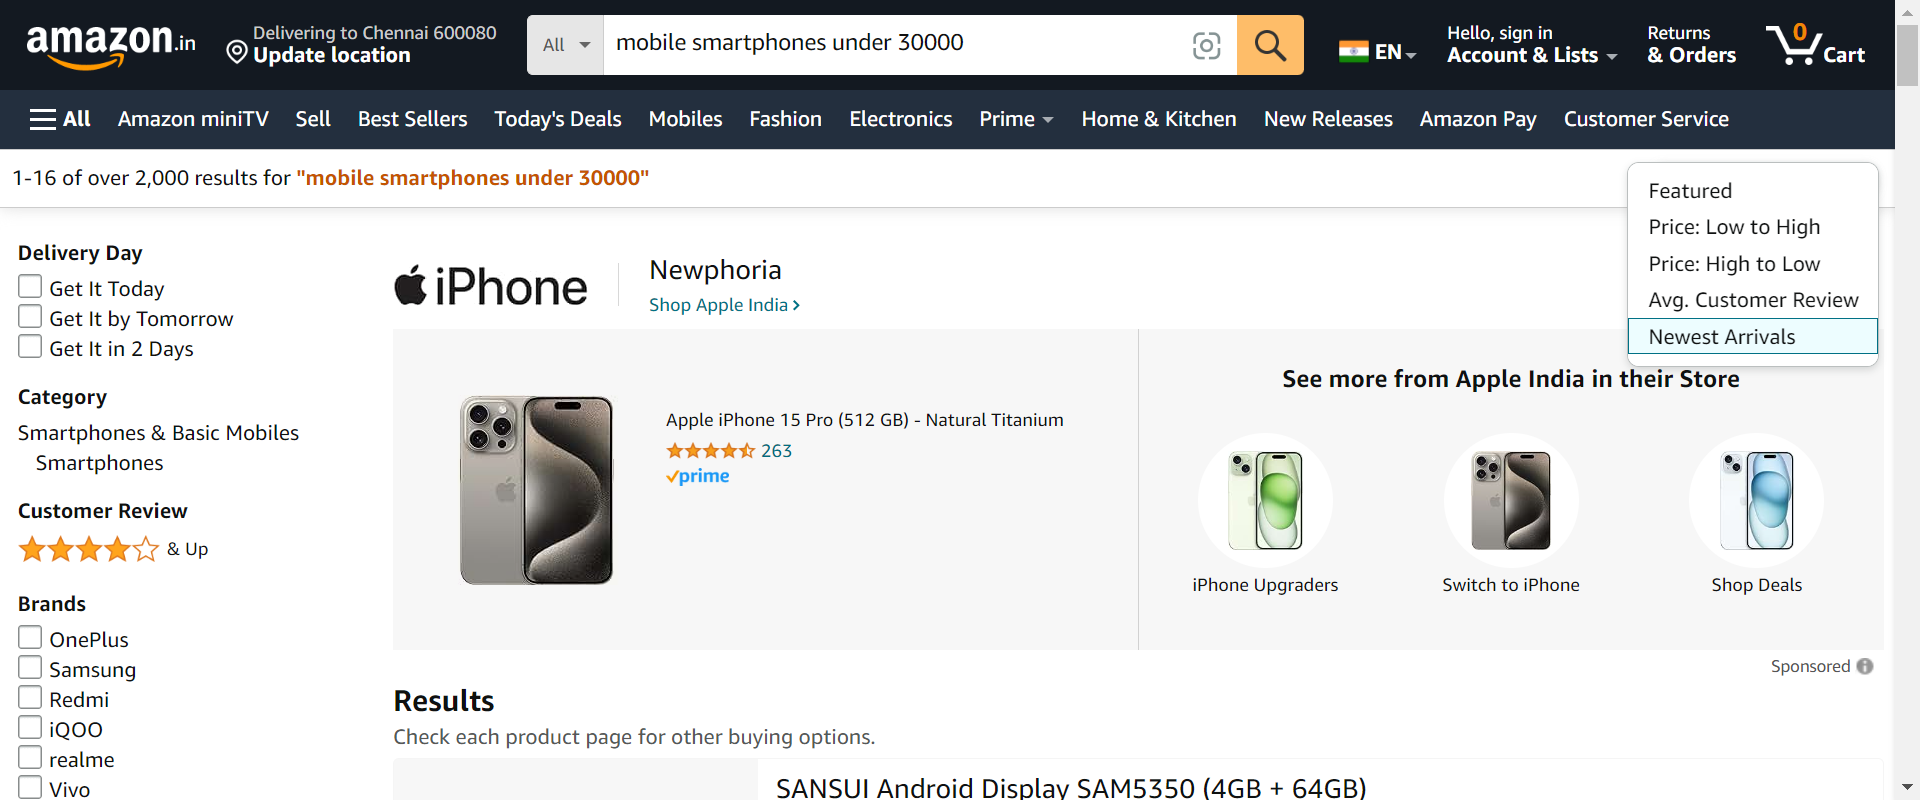 amazon.in
Delivering to Chennai 600080
Update location
All
mobile smartphones under 30000
EN
Hello, sign in
Account & Lists
Returns
& Orders
0
Cart
All
Amazon miniTV
Sell
Best Sellers
Today's Deals
Mobiles
Fashion
Electronics
Prime
Home & Kitchen
New Releases
Amazon Pay
Customer Service
1-16 of over 2,000 results for "mobile smartphones under 30000"
Featured
Price: Low to High
Price: High to Low
Avg. Customer Review
Newest Arrivals
Delivery Day
Get It Today
Get It by Tomorrow
Get It in 2 Days
Category
Smartphones & Basic Mobiles
Smartphones
Customer Review
& Up
Brands
OnePlus
Samsung
Redmi
iQOO
realme
Vivo
iPhone
Newphoria
Shop Apple India ›
Apple iPhone 15 Pro (512 GB) - Natural Titanium
263
prime
See more from Apple India in their Store
iPhone Upgraders
Switch to iPhone
Shop Deals
Sponsored
Results
Check each product page for other buying options.
SANSUI Android Display SAM5350 (4GB + 64GB)